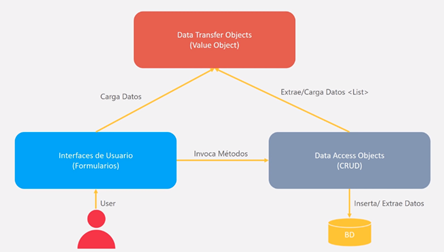 Data Transfer Objects
(Value Object)
Carga Datos
Extrae/Carga Datos <List>
Interfaces de Usuario
(Formularios)
Invoca Métodos
Data Access Objects
(CRUD)
User
Inserta/ Extrae Datos
BD